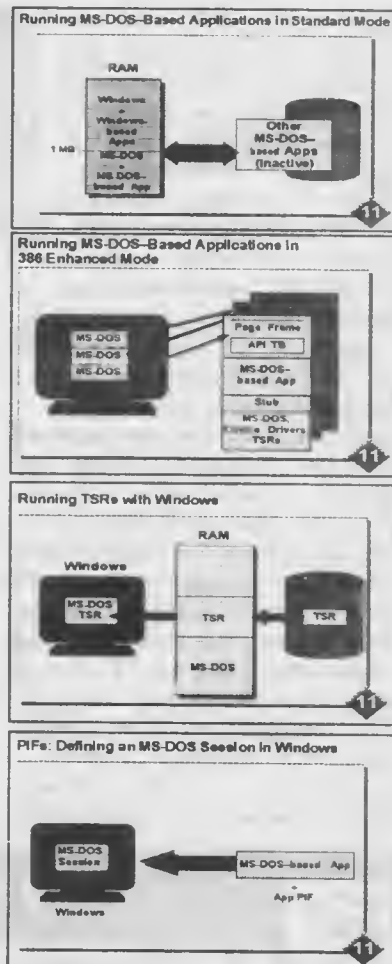 Running MS-DOS–Based Applications in Standard Mode
RAM
Windows
+
Windows-
based
Apps
1 MB
MS-DOS
+
MS-DOS–
based App
Other
MS-DOS–
based Apps
(Inactive)
11
Running MS-DOS–Based Applications in
386 Enhanced Mode
MS-DOS
MS-DOS
MS-DOS
Page Frame
API TB
MS-DOS–
based App
Stub
MS-DOS,
Drivers
TSRs
11
Running TSRs with Windows
RAM
Windows
MS-DOS
TSR
TSR
TSR
MS-DOS
11
PIFs: Defining an MS-DOS Session in Windows
MS-DOS
Session
MS-DOS–based App
+
App PIF
Windows
11